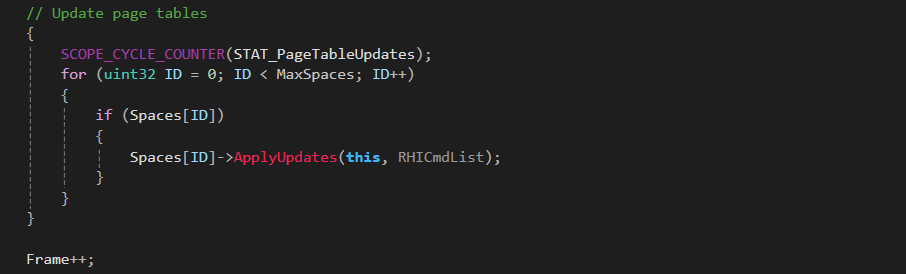 // Update page tables
{
SCOPE_CYCLE_COUNTER(STAT_PageTableUpdates);
for (uint32 ID = 0; ID < MaxSpaces; ID++)
{
if (Spaces[ID])
{
Spaces[ID]->ApplyUpdates(this, RHICmdList);
}
}
}
Frame++;